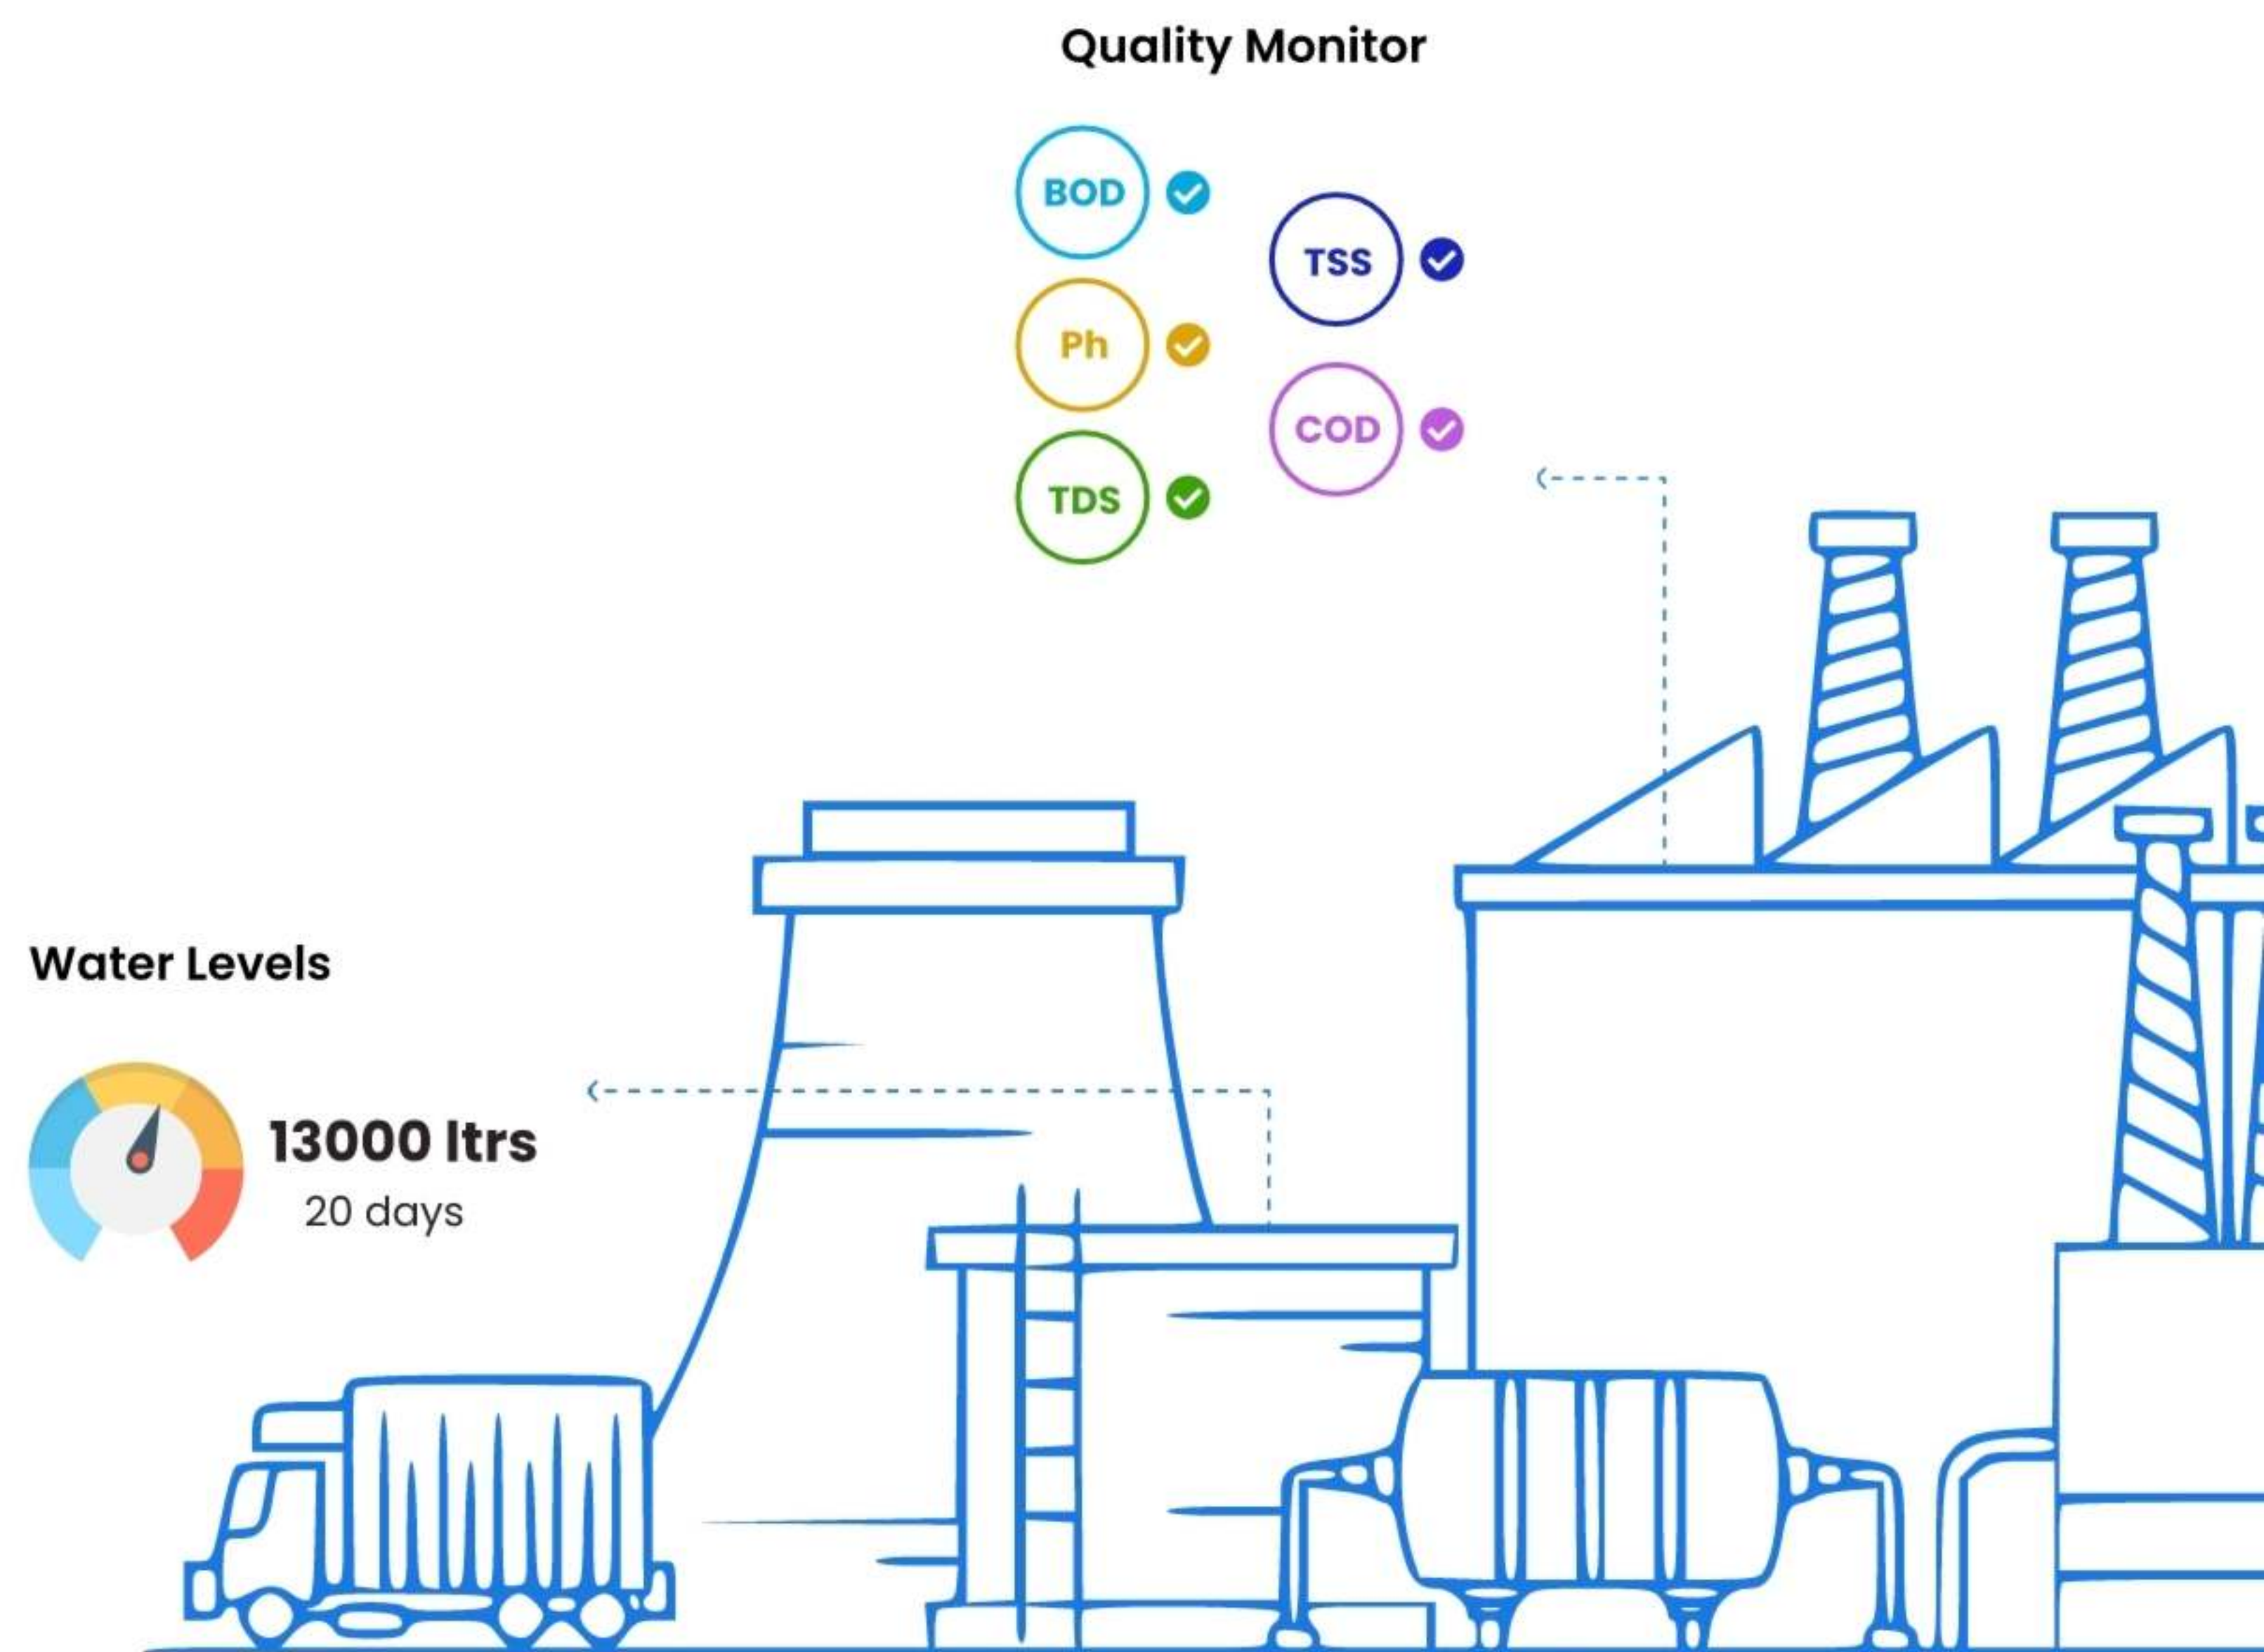 Quality Monitor
BOD
TSS
Ph
COD
TDS
Water Levels
13000 ltrs
20 days